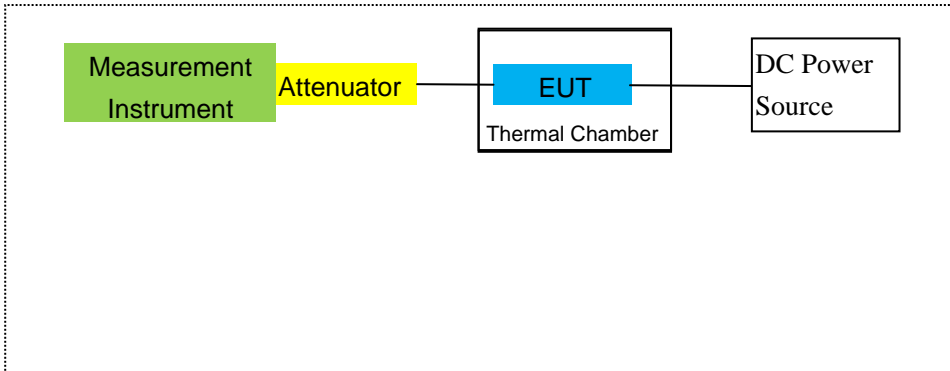 Measurement
Instrument
Attenuator
EUT
Thermal Chamber
DC Power
Source